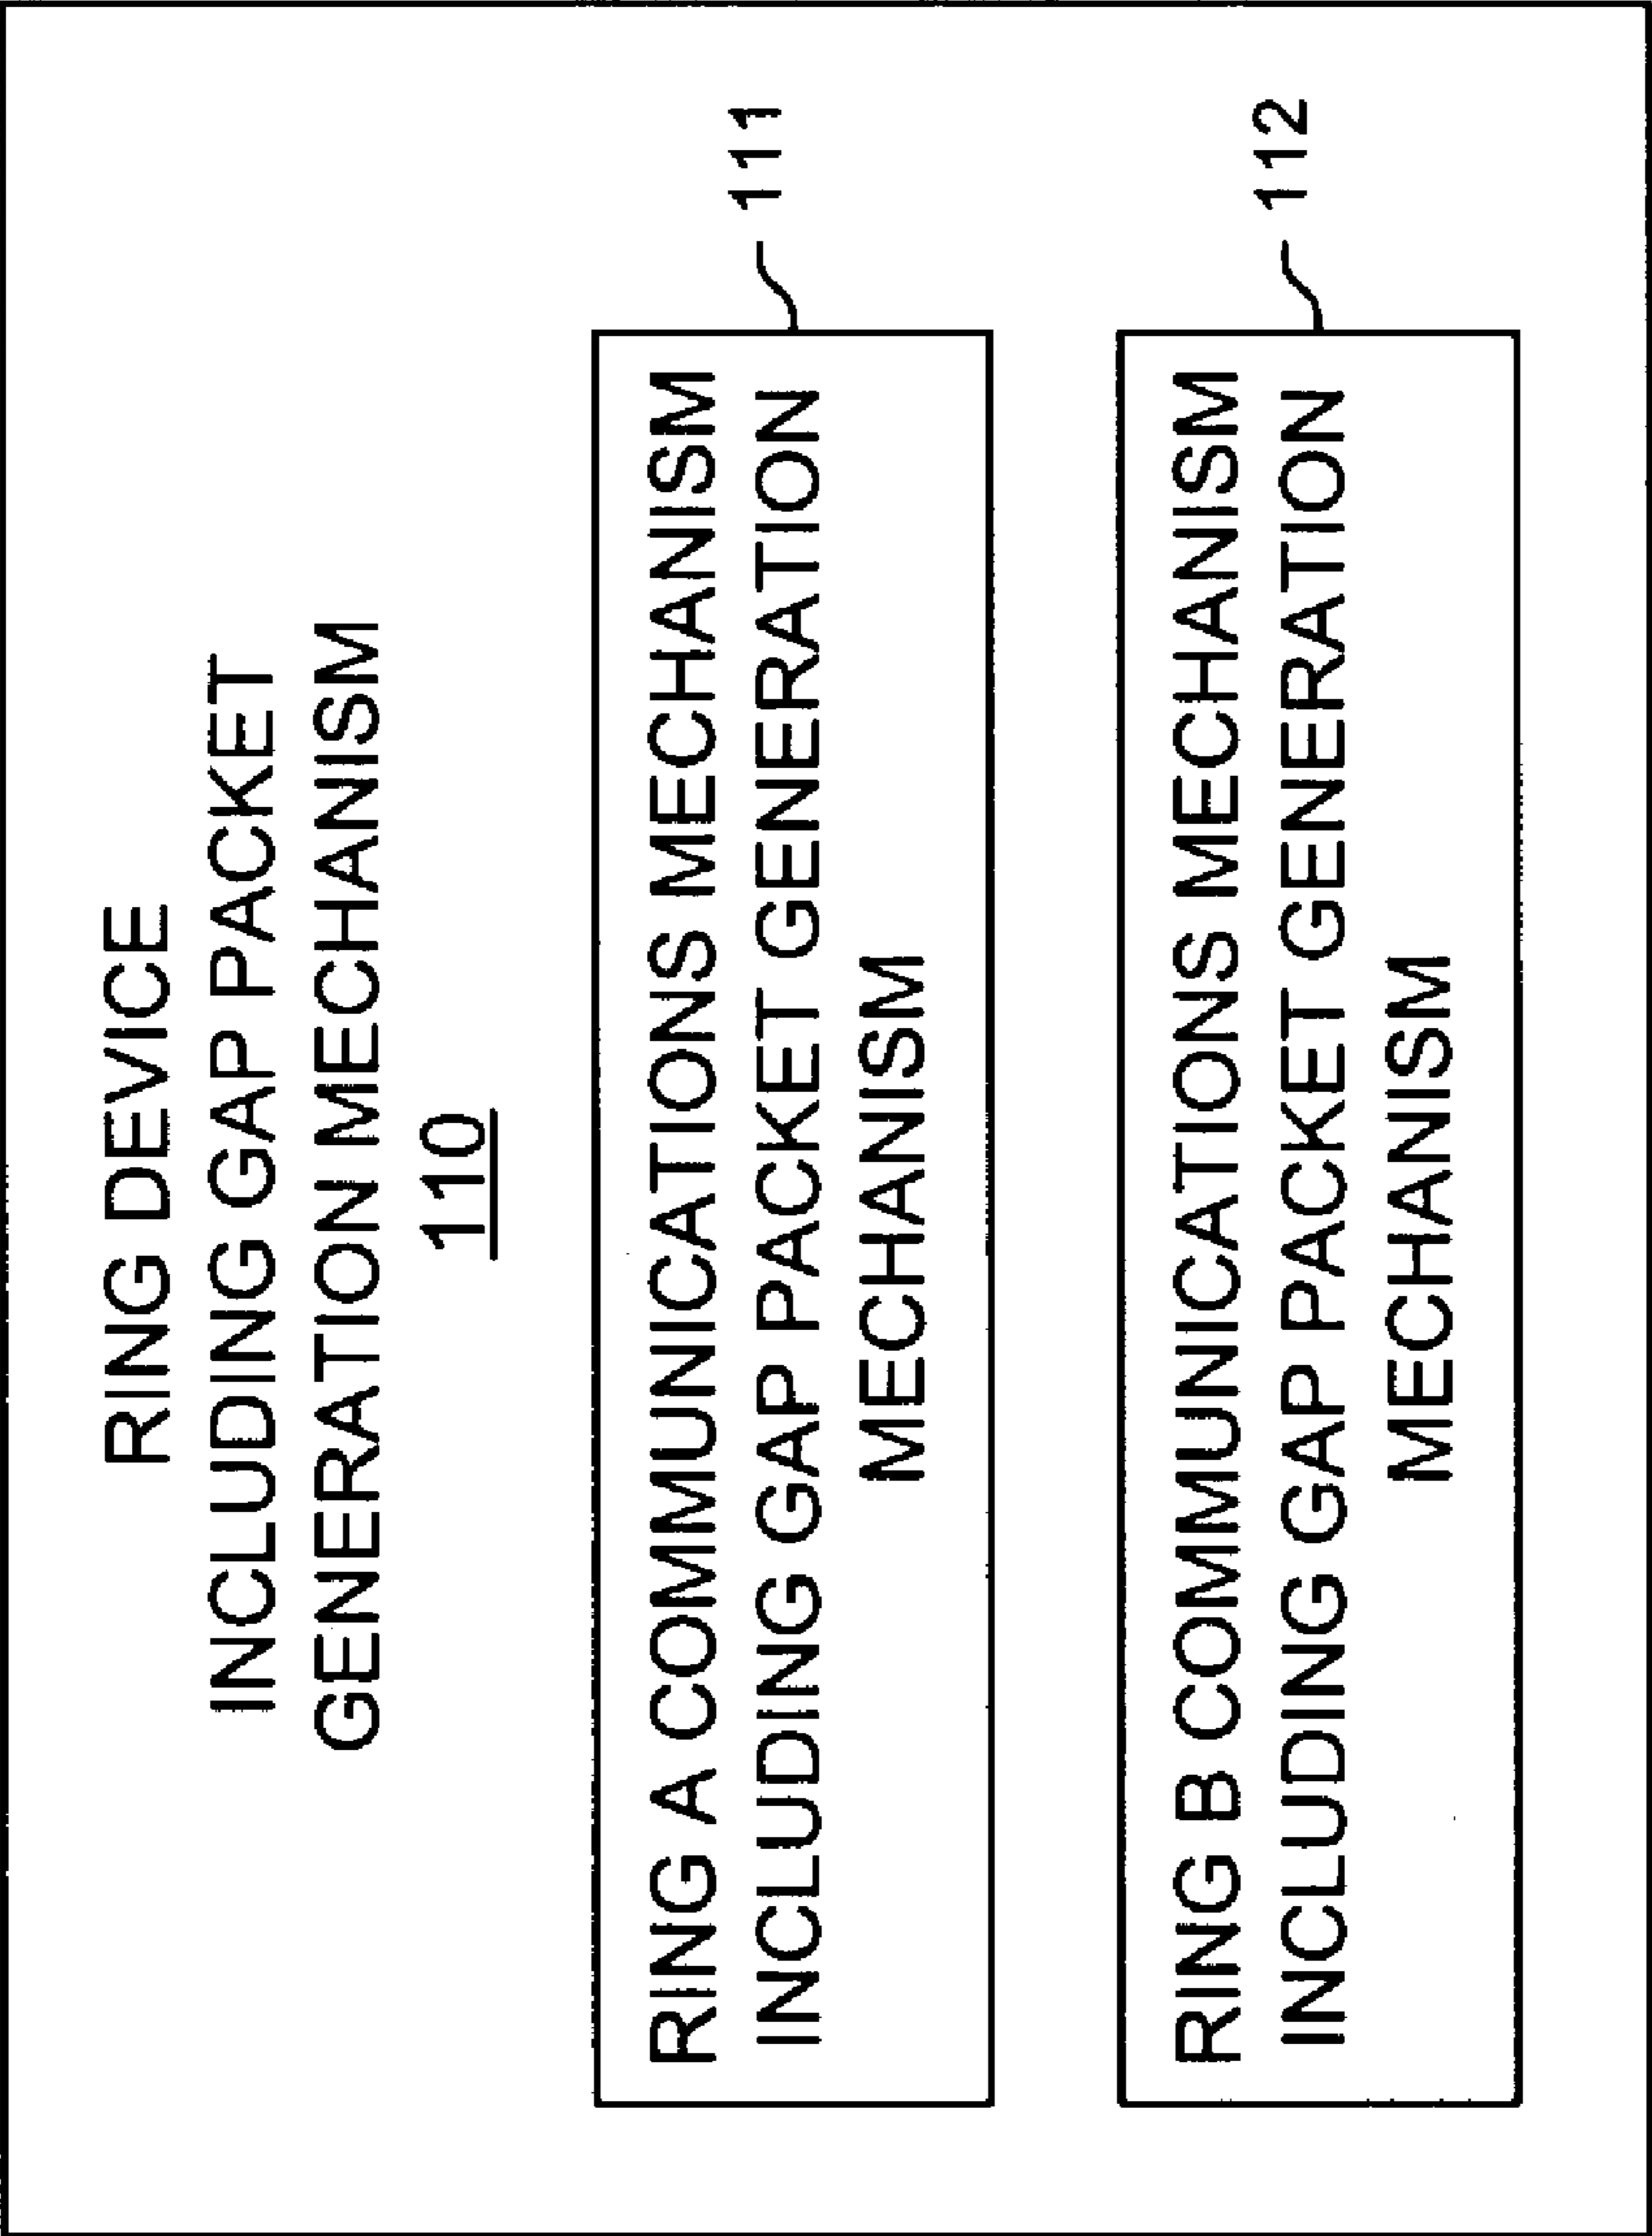 RING DEVICE
INCLUDING GAP PACKET
GENERATION MECHANISM
110
RING A COMMUNICATIONS MECHANISM
INCLUDING GAP PACKET GENERATION
MECHANISM
111
RING B COMMUNICATIONS MECHANISM
INCLUDING GAP PACKET GENERATION
MECHANISM
112